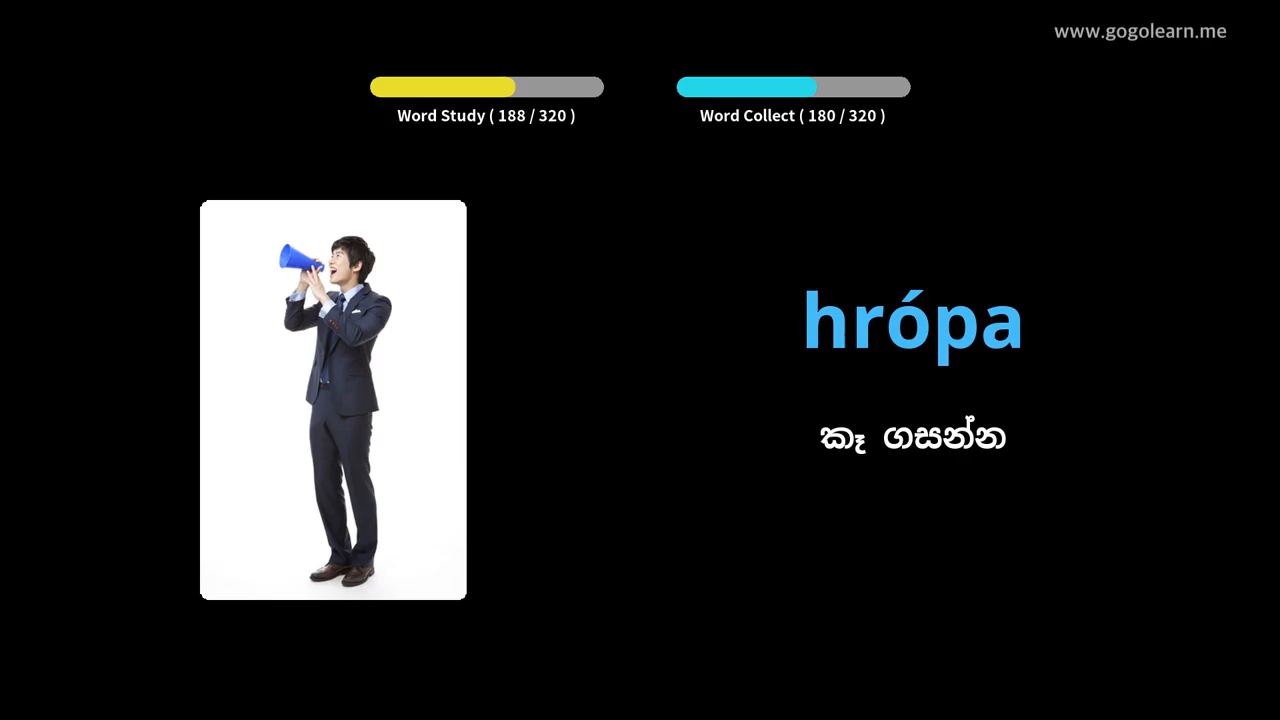 www.gogolearn.me
Word Study ( 188 / 320 )
Word Collect ( 180 / 320 )
hrópa
කෑ ගසන්න